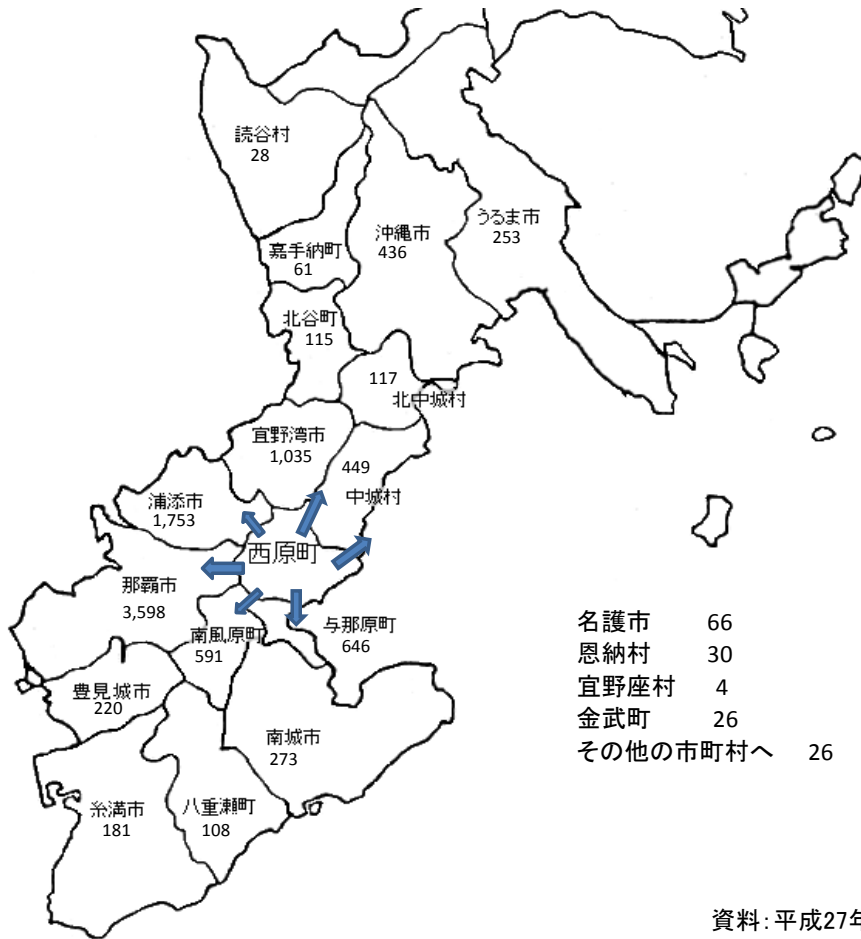 読谷村
28
嘉手納町
61
沖縄市
436
うるま市
253
北谷町
115
117
北中城村
宜野湾市
1,035
449
中城村
浦添市
1,753
西原町
那覇市
3,598
南風原町
591
与那原町
646
豊見城市
220
南城市
273
糸満市
181
八重瀬町
108
名護市 66
恩納村 30
宜野座村 4
金武町 26
その他の市町村へ 26
資料:平成27年